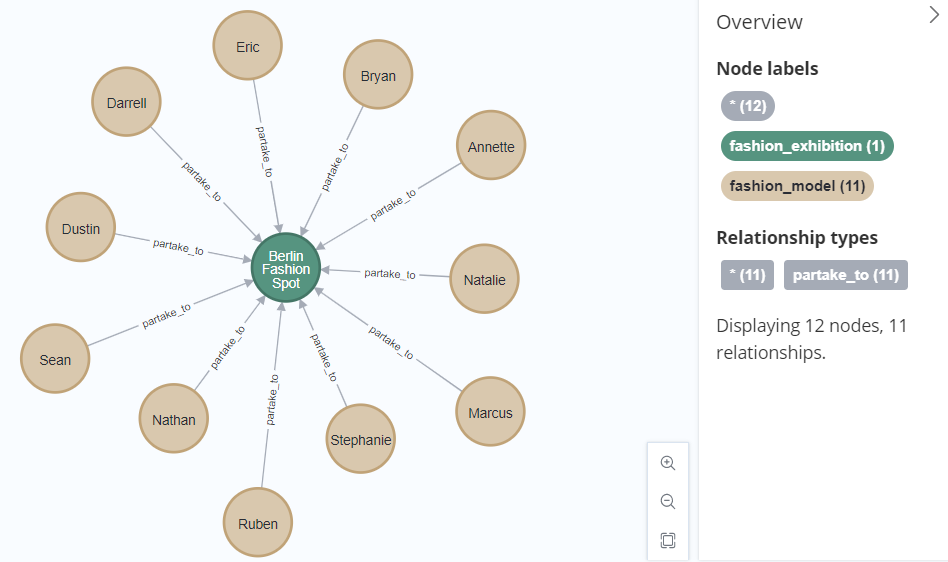 Eric
Bryan
Darrell
Annette
Dustin
Berlin
Fashion
Spot
Natalie
Sean
Nathan
Stephanie
Marcus
Ruben
partake_to
partake_to
partake_to
partake_to
partake_to
partake_to
partake_to
partake_to
partake_to
partake_to
partake_to
Overview
Node labels
* (12)
fashion_exhibition (1)
fashion_model (11)
Relationship types
* (11) partake_to (11)
Displaying 12 nodes, 11
relationships.